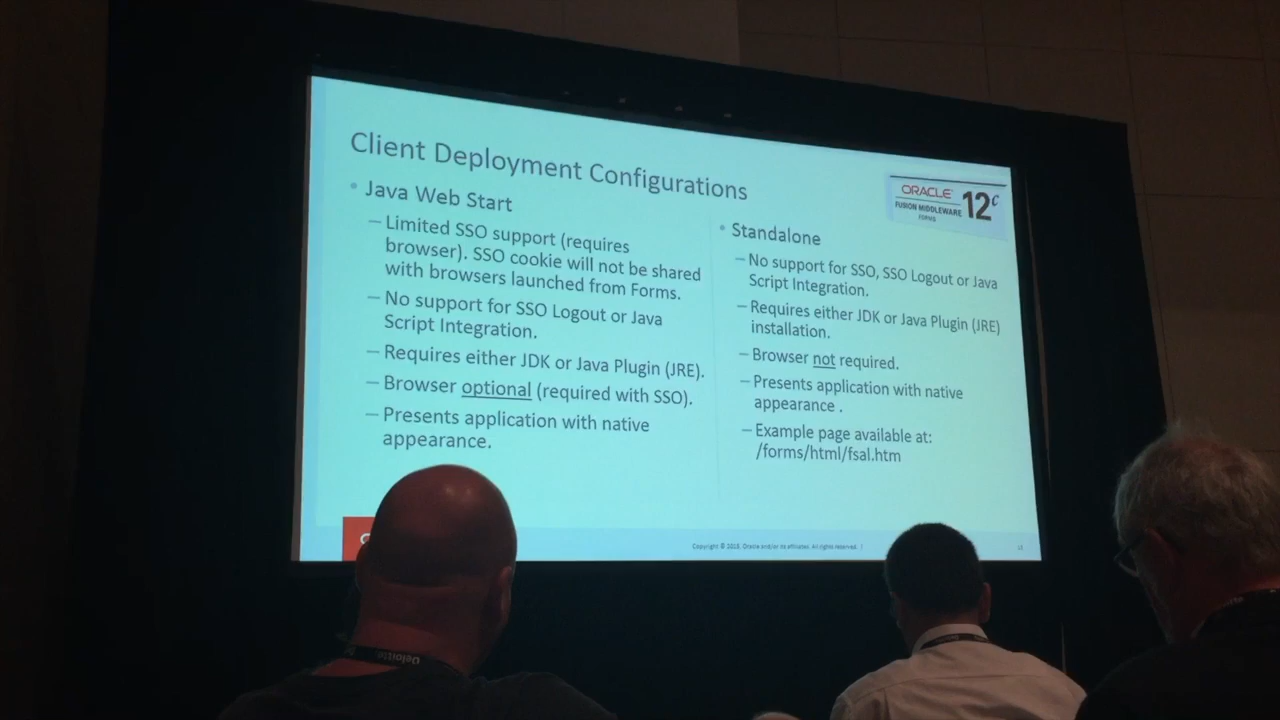 Client Deployment Configurations
• Java Web Start
– Limited SSO support (requires
browser). SSO cookie will not be shared
with browsers launched from Forms.
– No support for SSO Logout or Java
Script Integration.
– Requires either JDK or Java Plugin (JRE).
– Browser optional (required with SSO).
– Presents application with native
appearance.
ORACLE
FUSION MIDDLEWARE
FORMS
12c
• Standalone
– No support for SSO, SSO Logout or Java
Script Integration.
– Requires either JDK or Java Plugin (JRE)
installation.
– Browser not required.
– Presents application with native
appearance .
– Example page available at:
/forms/html/fsal.htm
Copyright © 2015, Oracle and/or its affiliates. All rights reserved. |
Deloitte